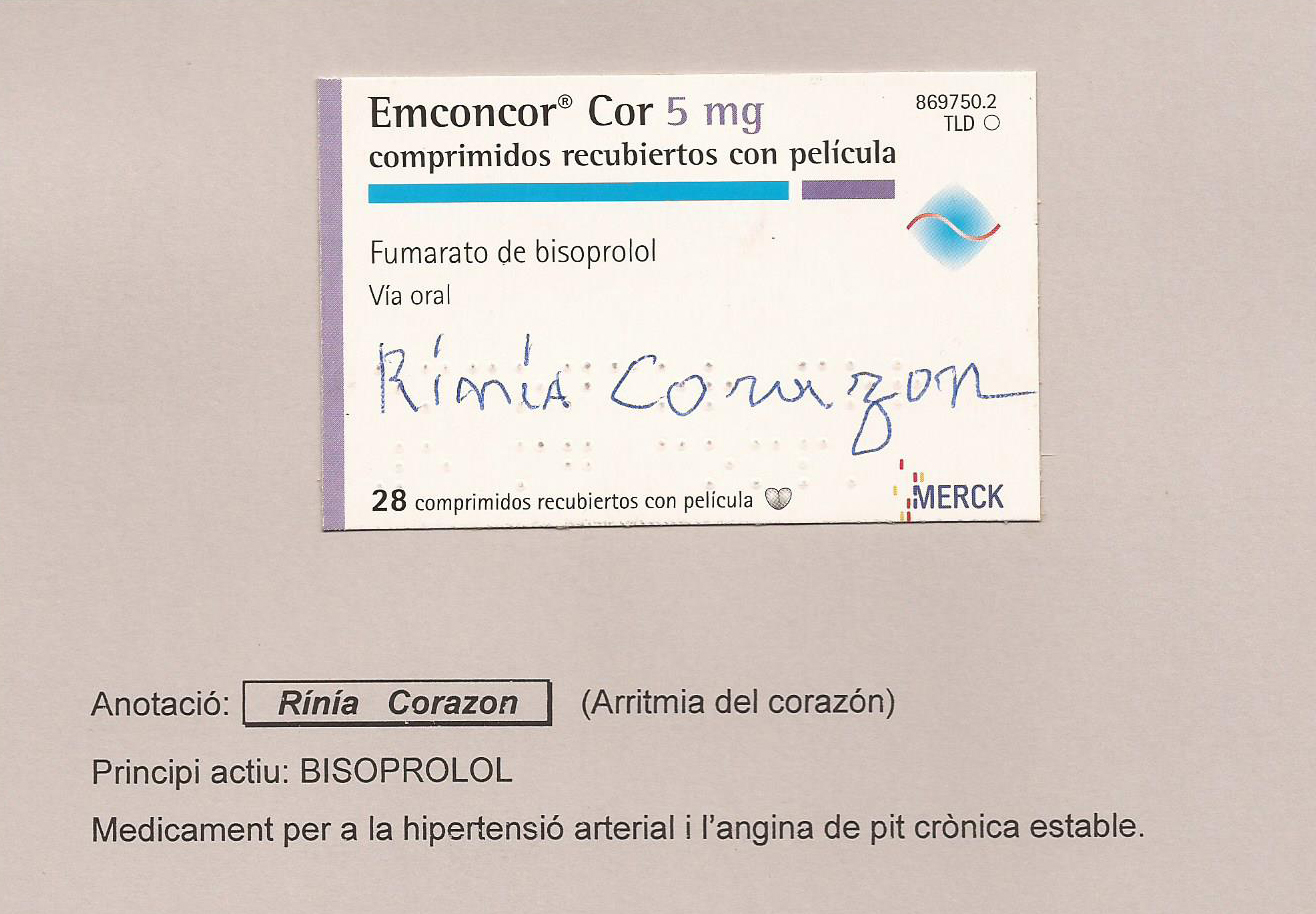 Emconcor® Cor 5 mg
869750.2
TLD
comprimidos recubiertos con película
Fumarato de bisoprolol
Vía oral
Rínía Corazon
28 comprimidos recubiertos con película
MERCK
Anotació: Rínía Corazon (Arritmia del corazón)
Principi actiu: BISOPROLOL
Medicament per a la hipertensió arterial i l'angina de pit crònica estable.